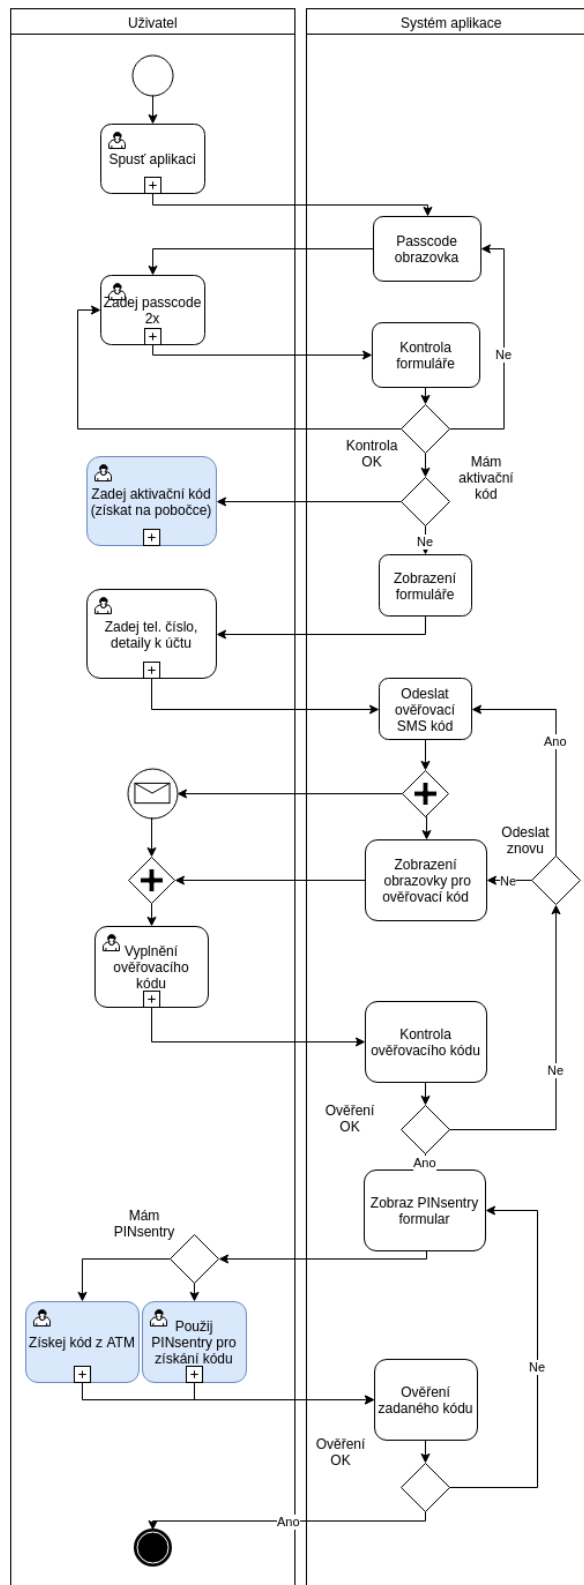 Uživatel
Systém aplikace
Spusť aplikaci
Passcode
obrazovka
Zadej passcode
2x
Kontrola
formuláře
Ne
Kontrola
OK
Mám
aktivační
kód
Zadej aktivační kód
(získat na pobočce)
Ne
Zobrazení
formuláře
Zadej tel. číslo,
detaily k účtu
Odeslat
ověřovací
SMS kód
Ano
Odeslat
znovu
Zobrazení
obrazovky pro
ověřovací kód
Ne
Vyplnění
ověřovacího
kódu
Kontrola
ověřovacího kódu
Ne
Ověření
OK
Ano
Zobraz PINsentry
formular
Mám
PINsentry
Získej kód z ATM
Použij
PINsentry pro
získání kódu
Ne
Ověření
zadaného kódu
Ověření
OK
Ano